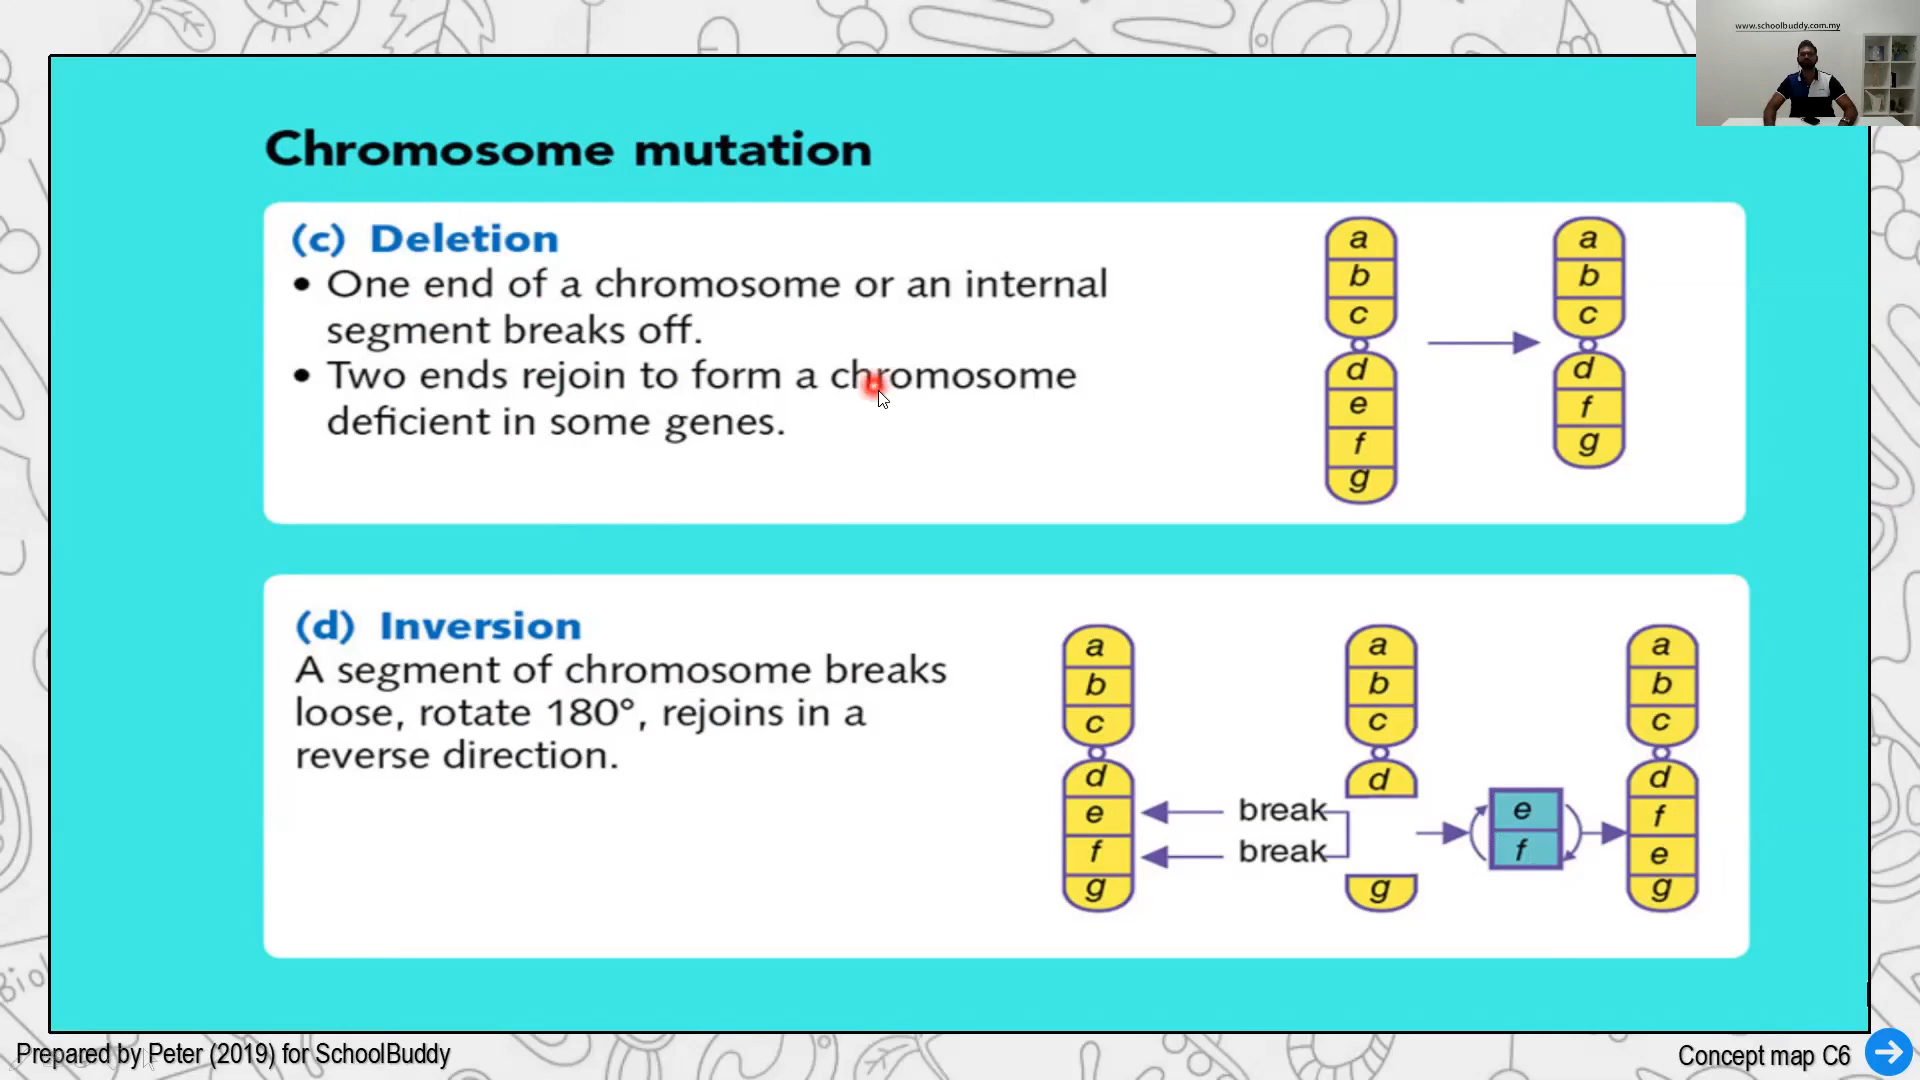 www.schoolbuddy.com.my
Chromosome mutation
(c) Deletion
• One end of a chromosome or an internal
segment breaks off.
• Two ends rejoin to form a chromosome
deficient in some genes.
a
b
c
d
e
f
g
a
b
c
d
f
g
(d) Inversion
A segment of chromosome breaks
loose, rotate 180°, rejoins in a
reverse direction.
a
b
c
d
e
f
g
break
break
a
b
c
d
g
e
f
a
b
c
d
f
e
g
Prepared by Peter (2019) for SchoolBuddy
Concept map C6